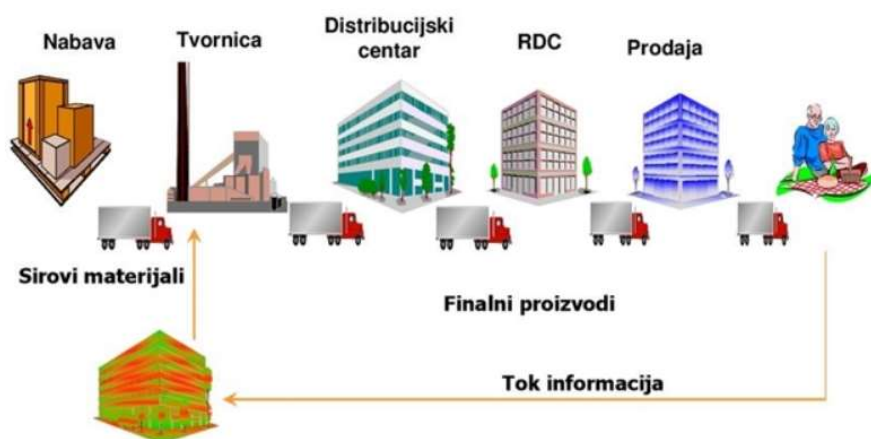 Nabava
Tvornica
Distribucijski
centar
RDC
Prodaja
Sirovi materijali
Finalni proizvodi
Tok informacija